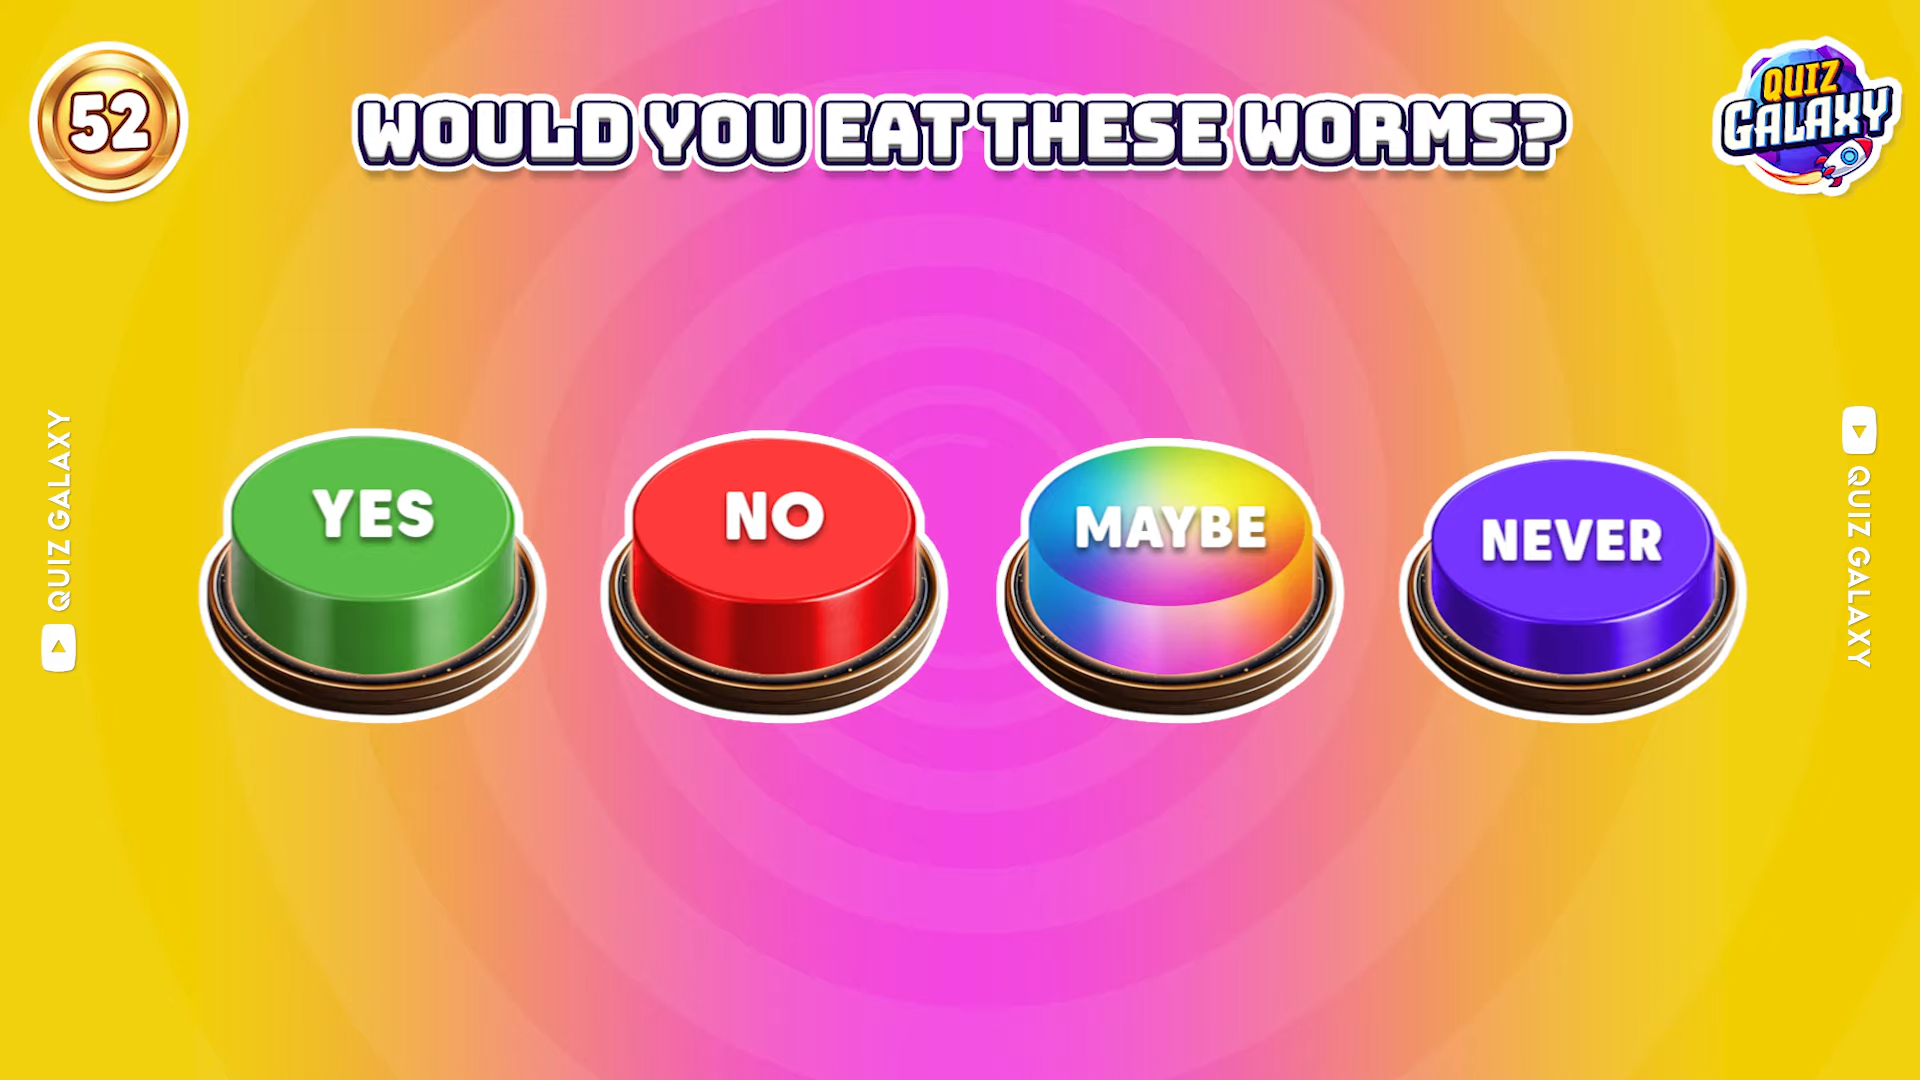 52
WOULD YOU EAT THESE WORMS?
QUIZ
GALAXY
YES
NO
MAYBE
NEVER
QUIZ GALAXY
QUIZ GALAXY